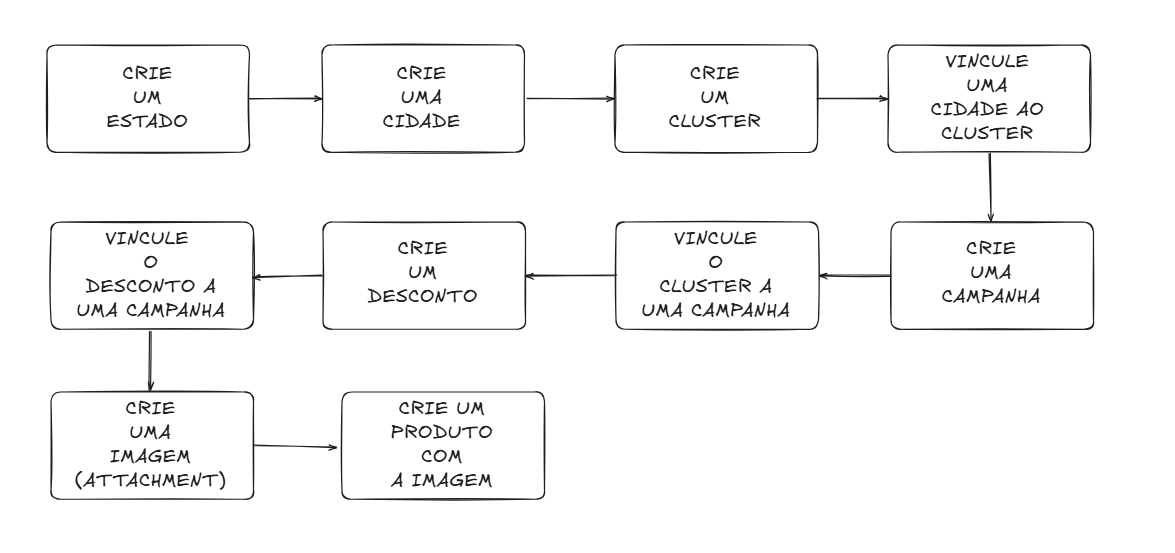 CRIE
UM
ESTADO
CRIE
UMA
CIDADE
CRIE
UM
CLUSTER
VINCULE
UMA
CIDADE AO
CLUSTER
CRIE
UMA
CAMPANHA
VINCULE
O
CLUSTER A
UMA CAMPANHA
CRIE
UM
DESCONTO
VINCULE
O
DESCONTO A
UMA CAMPANHA
CRIE
UMA
IMAGEM
(ATTACHMENT)
CRIE UM
PRODUTO
COM
A IMAGEM